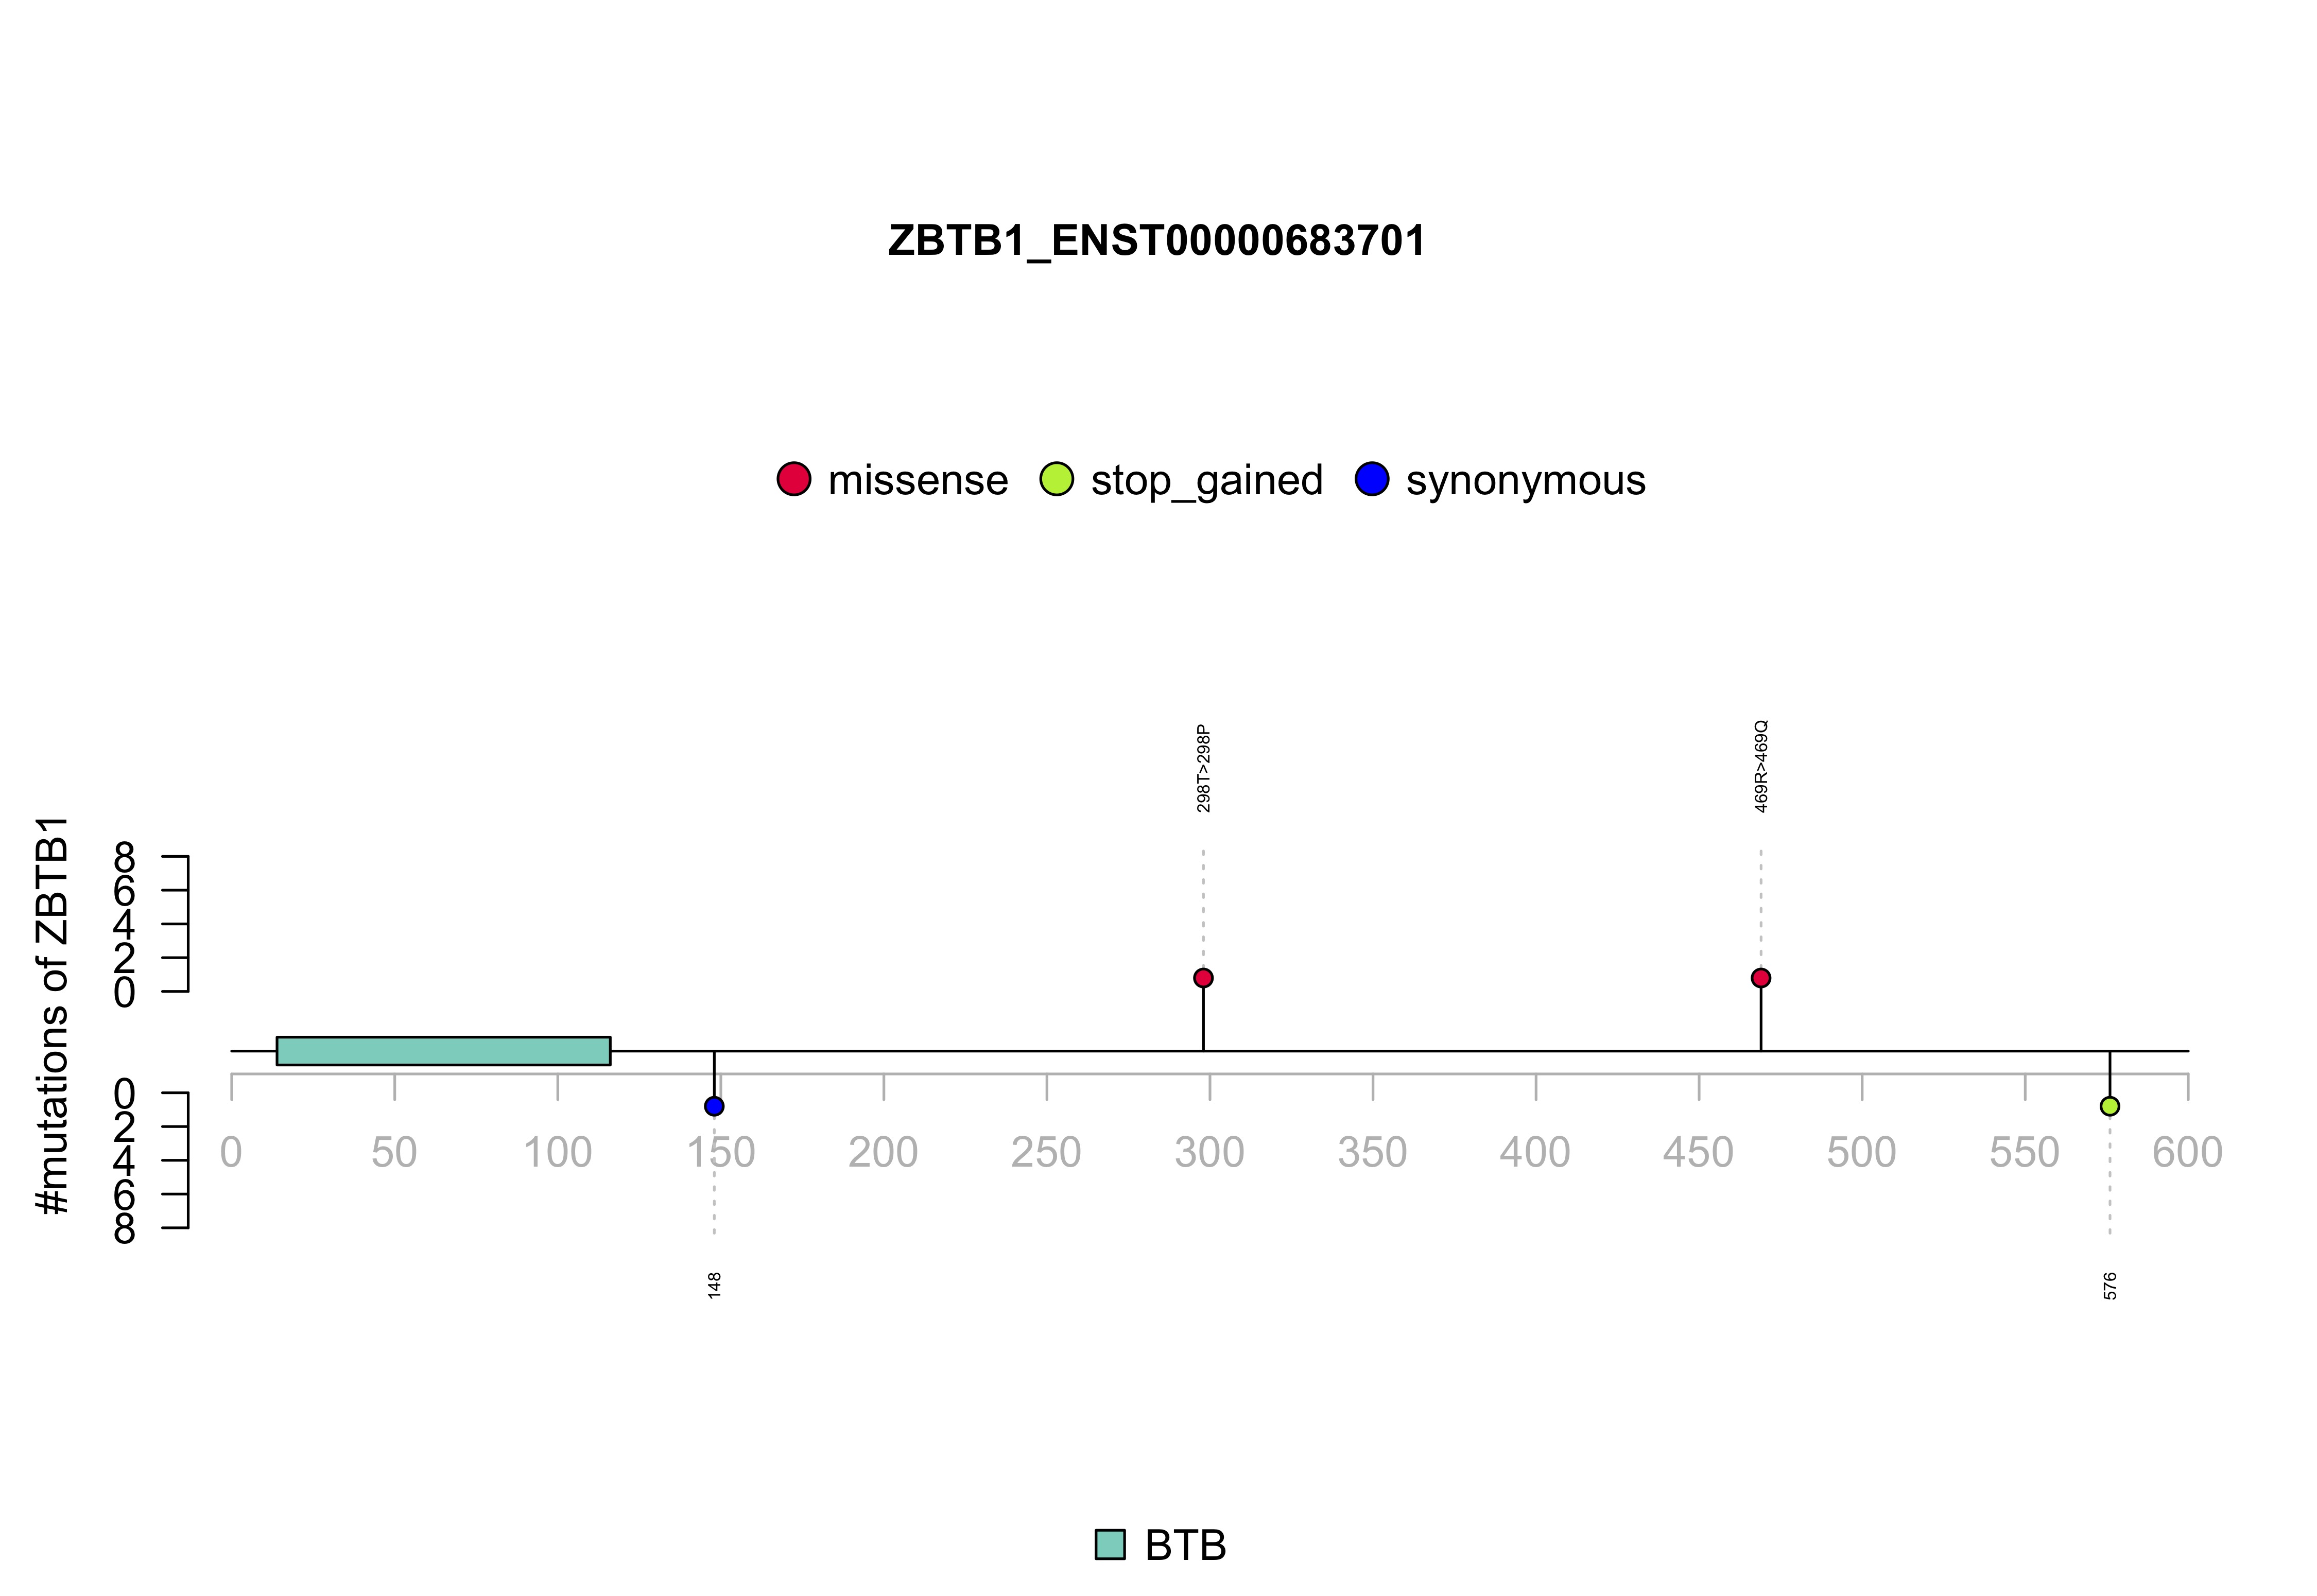 ZBTB1_ENST00000683701
missense stop_gained synonymous
298T>298P 469R>469Q
#mutations of ZBTB1
8
6
4
2
0
0
2
4
6
8
0 50 100 150 200 250 300 350 400 450 500 550 600
148 576
BTB